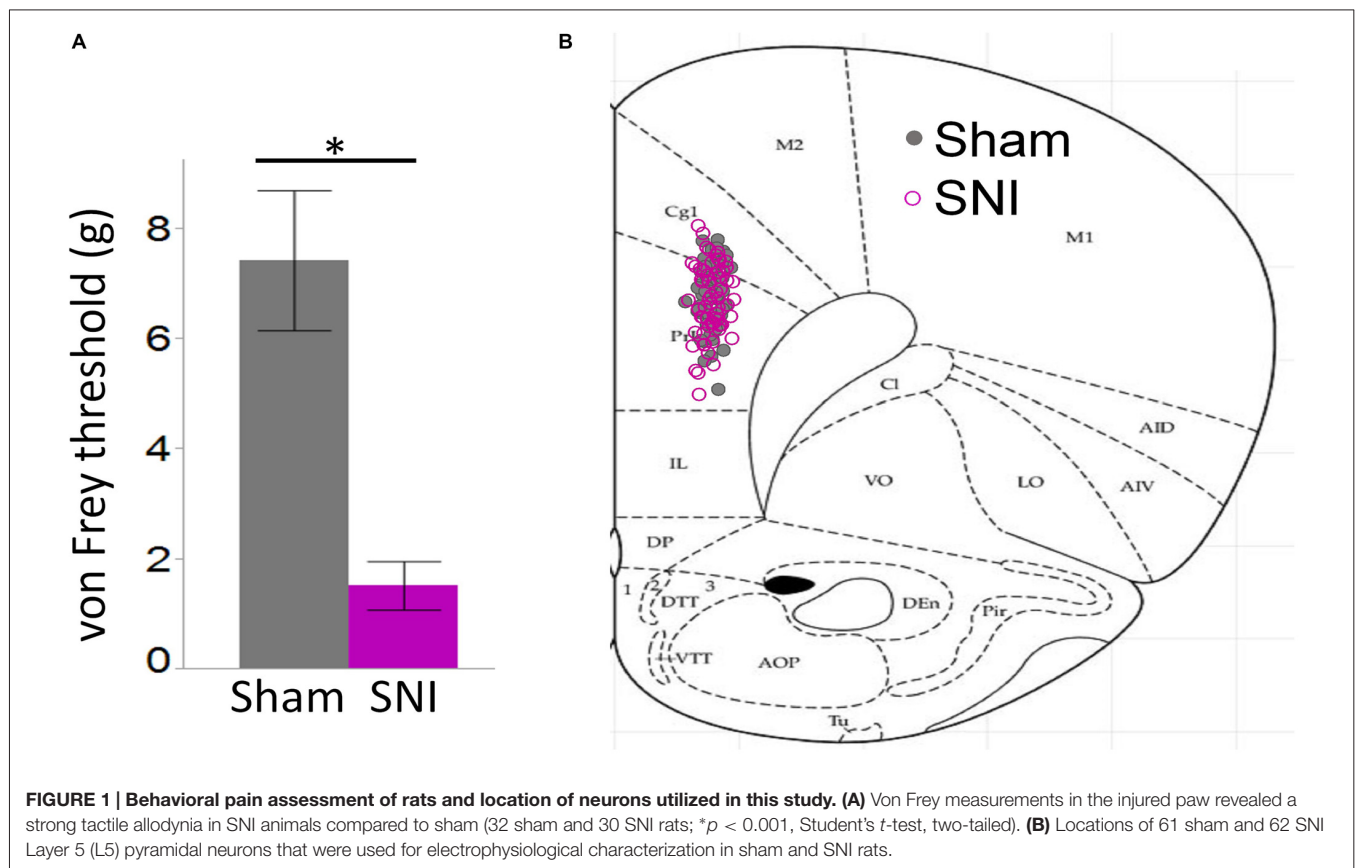 A
B
*
von Frey threshold (g)
8
6
4
2
0
Sham SNI
Sham
SNI
M2
M1
Cg1
IL
Cl
AID
AIV
VO
LO
DP
1
2
3
DTT
DEn
Pir
VTT
AOP
Tu
FIGURE 1 | Behavioral pain assessment of rats and location of neurons utilized in this study. (A) Von Frey measurements in the injured paw revealed a
strong tactile allodynia in SNI animals compared to sham (32 sham and 30 SNI rats; *p < 0.001, Student's t-test, two-tailed). (B) Locations of 61 sham and 62 SNI
Layer 5 (L5) pyramidal neurons that were used for electrophysiological characterization in sham and SNI rats.